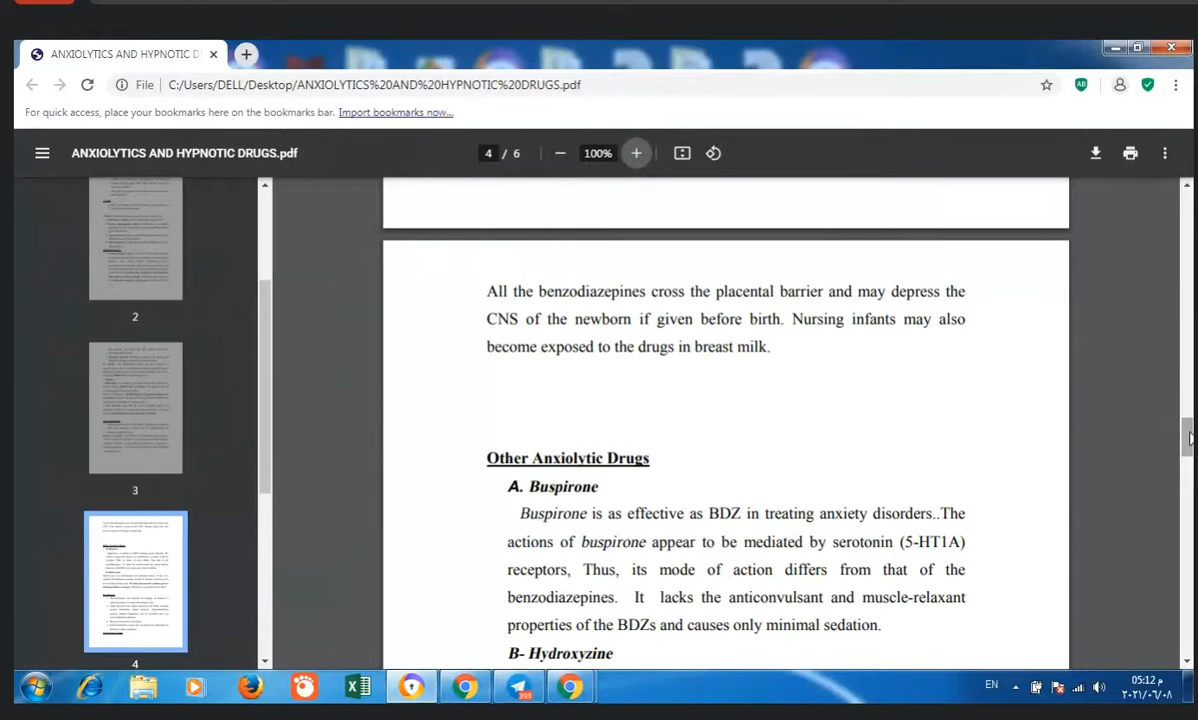 ANXIOLYTICS AND HYPNOTIC D
File
C:/Users/DELL/Desktop/ANXIOLYTICS%20AND%20HYPNOTIC%20DRUGS.pdf
AB
For quick access, place your bookmarks here on the bookmarks bar. Import bookmarks now...
ANXIOLYTICS AND HYPNOTIC DRUGS.pdf
4 / 6
100%
2
3
4
All the benzodiazepines cross the placental barrier and may depress the
CNS of the newborn if given before birth. Nursing infants may also
become exposed to the drugs in breast milk.
Other Anxiolytic Drugs
A. Buspirone
Buspirone is as effective as BDZ in treating anxiety disorders..The
actions of buspirone appear to be mediated by serotonin (5-HT1A)
receptors, Thus, its mode of action differs from that of the
benzodiazepines. It lacks the anticonvulsant and muscle-relaxant
properties of the BDZs and causes only minimal sedation.
B- Hydroxyzine
399
EN
05:12 م
٢٠٢١/٠٦/٠٨